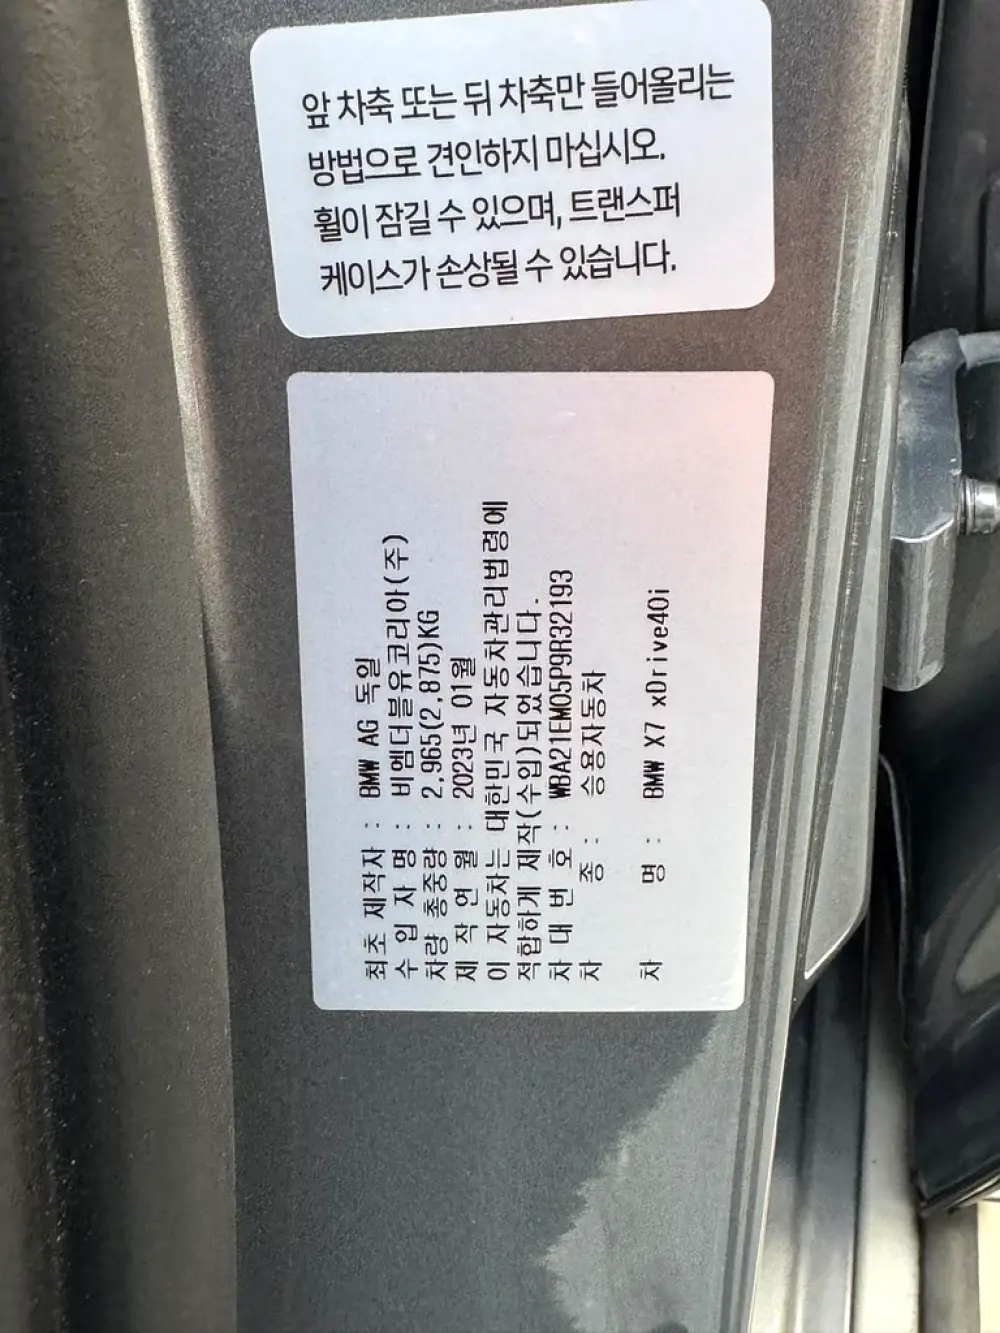 앞 차축 또는 뒤 차축만 들어올리는
방법으로 견인하지 마십시오.
휠이 잠길 수 있으며, 트랜스퍼
케이스가 손상될 수 있습니다.
최초 제작자 : BMW AG 독일
수 입 자 명 : 비엠더블유코리아(주)
차량 총중량 : 2,965(2,875)KG
제 작 연 월 : 2023년 01월
이 자동차는 대한민국 자동차관리법령에
적합하게 제작(수입)되었습니다.
차 대 번 호 : WBA21EM05P9R32193
차 종 : 승용자동차
차 명 : BMW X7 xDrive40i